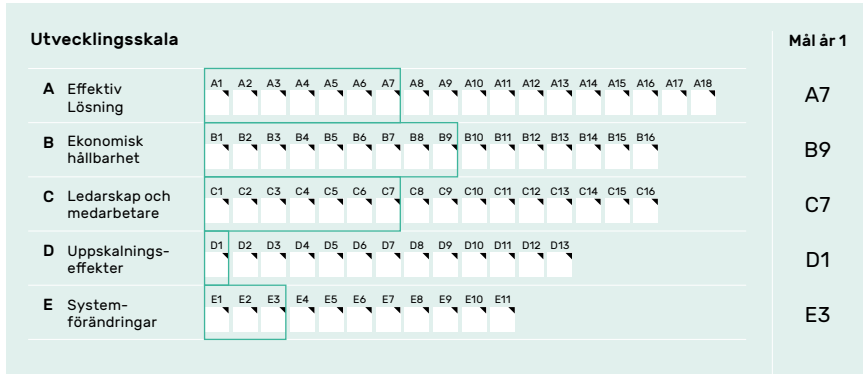 Utvecklingsskala
Mål år 1
A Effektiv Lösning
A1 A2 A3 A4 A5 A6 A7 A8 A9 A10 A11 A12 A13 A14 A15 A16 A17 A18
A7
B Ekonomisk hållbarhet
B1 B2 B3 B4 B5 B6 B7 B8 B9 B10 B11 B12 B13 B14 B15 B16
B9
C Ledarskap och medarbetare
C1 C2 C3 C4 C5 C6 C7 C8 C9 C10 C11 C12 C13 C14 C15 C16
C7
D Uppskalnings-
effekter
D1 D2 D3 D4 D5 D6 D7 D8 D9 D10 D11 D12 D13
D1
E System-
förändringar
E1 E2 E3 E4 E5 E6 E7 E8 E9 E10 E11
E3